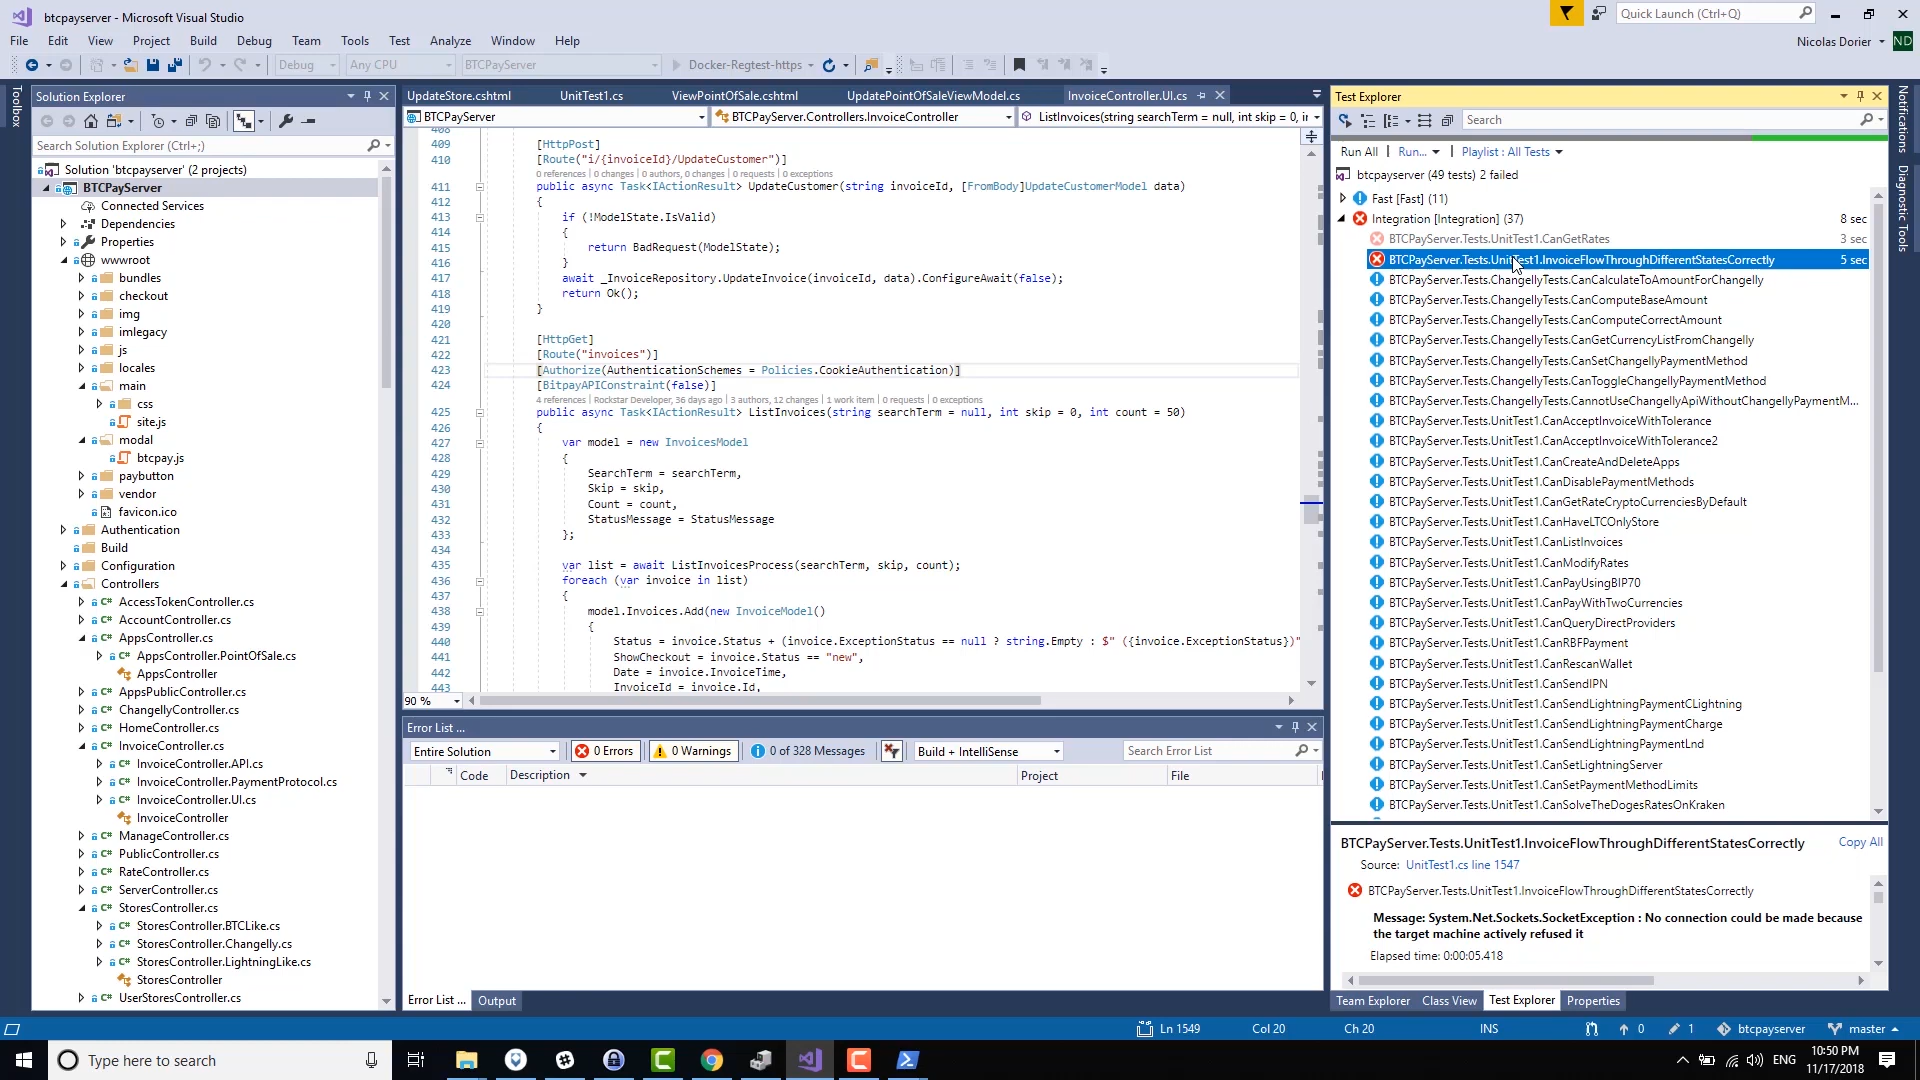 btcpayserver - Microsoft Visual Studio
Quick Launch (Ctrl+Q)
File Edit View Project Build Debug Team Tools Test Analyze Window Help
Nicolas Dorier ND
Debug Any CPU BTCPayServer Docker-Regtest-https
Toolbox
Solution Explorer
Search Solution Explorer (Ctrl+;)
Solution 'btcpayserver' (2 projects)
BTCPayServer
Connected Services
Dependencies
Properties
wwwroot
bundles
checkout
img
imlegacy
js
locales
main
css
site.js
modal
btcpay.js
paybutton
vendor
favicon.ico
Authentication
Build
Configuration
Controllers
AccessTokenController.cs
AccountController.cs
AppsController.cs
AppsController.PointOfSale.cs
AppsController
AppsPublicController.cs
ChangellyController.cs
HomeController.cs
InvoiceController.cs
InvoiceController.API.cs
InvoiceController.PaymentProtocol.cs
InvoiceController.UI.cs
InvoiceController
ManageController.cs
PublicController.cs
RateController.cs
ServerController.cs
StoresController.cs
StoresController.BTCLike.cs
StoresController.Changelly.cs
StoresController.LightningLike.cs
StoresController
UserStoresController.cs
UpdateStore.cshtml UnitTest1.cs ViewPointOfSale.cshtml UpdatePointOfSaleViewModel.cs InvoiceController.UI.cs
BTCPayServer BTCPayServer.Controllers.InvoiceController ListInvoices(string searchTerm = null, int skip = 0, in
408
409 [HttpPost]
410 [Route("i/{invoiceId}/UpdateCustomer")]
0 references | 0 changes | 0 authors, 0 changes | 0 requests | 0 exceptions
411 public async Task<IActionResult> UpdateCustomer(string invoiceId, [FromBody]UpdateCustomerModel data)
412 {
413 if (!ModelState.IsValid)
414 {
415 return BadRequest(ModelState);
416 }
417 await _InvoiceRepository.UpdateInvoice(invoiceId, data).ConfigureAwait(false);
418 return Ok();
419 }
420
421 [HttpGet]
422 [Route("invoices")]
423 [Authorize(AuthenticationSchemes = Policies.CookieAuthentication)]
424 [BitpayAPIConstraint(false)]
4 references | Rockstar Developer, 36 days ago | 3 authors, 12 changes | 1 work item | 0 requests | 0 exceptions
425 public async Task<IActionResult> ListInvoices(string searchTerm = null, int skip = 0, int count = 50)
426 {
427 var model = new InvoicesModel
428 {
429 SearchTerm = searchTerm,
430 Skip = skip,
431 Count = count,
432 StatusMessage = StatusMessage
433 };
434
435 var list = await ListInvoicesProcess(searchTerm, skip, count);
436 foreach (var invoice in list)
437 {
438 model.Invoices.Add(new InvoiceModel()
439 {
440 Status = invoice.Status + (invoice.ExceptionStatus == null ? string.Empty : $" ({invoice.ExceptionStatus})"
441 ShowCheckout = invoice.Status == "new",
442 Date = invoice.InvoiceTime,
443 InvoiceId = invoice.Id,
90 %
Error List ...
Entire Solution 0 Errors 0 Warnings 0 of 328 Messages Build + IntelliSense Search Error List
Code Description Project File
Error List ... Output
Test Explorer
Search
Run All Run... Playlist : All Tests
btcpayserver (49 tests) 2 failed
Fast [Fast] (11)
Integration [Integration] (37) 8 sec
BTCPayServer.Tests.UnitTest1.CanGetRates 3 sec
BTCPayServer.Tests.UnitTest1.InvoiceFlowThroughDifferentStatesCorrectly 5 sec
BTCPayServer.Tests.ChangellyTests.CanCalculateToAmountForChangelly
BTCPayServer.Tests.ChangellyTests.CanComputeBaseAmount
BTCPayServer.Tests.ChangellyTests.CanComputeCorrectAmount
BTCPayServer.Tests.ChangellyTests.CanGetCurrencyListFromChangelly
BTCPayServer.Tests.ChangellyTests.CanSetChangellyPaymentMethod
BTCPayServer.Tests.ChangellyTests.CanToggleChangellyPaymentMethod
BTCPayServer.Tests.ChangellyTests.CannotUseChangellyApiWithoutChangellyPaymentM...
BTCPayServer.Tests.UnitTest1.CanAcceptInvoiceWithTolerance
BTCPayServer.Tests.UnitTest1.CanAcceptInvoiceWithTolerance2
BTCPayServer.Tests.UnitTest1.CanCreateAndDeleteApps
BTCPayServer.Tests.UnitTest1.CanDisablePaymentMethods
BTCPayServer.Tests.UnitTest1.CanGetRateCryptoCurrenciesByDefault
BTCPayServer.Tests.UnitTest1.CanHaveLTCOnlyStore
BTCPayServer.Tests.UnitTest1.CanListInvoices
BTCPayServer.Tests.UnitTest1.CanModifyRates
BTCPayServer.Tests.UnitTest1.CanPayUsingBIP70
BTCPayServer.Tests.UnitTest1.CanPayWithTwoCurrencies
BTCPayServer.Tests.UnitTest1.CanQueryDirectProviders
BTCPayServer.Tests.UnitTest1.CanRBFPayment
BTCPayServer.Tests.UnitTest1.CanRescanWallet
BTCPayServer.Tests.UnitTest1.CanSendIPN
BTCPayServer.Tests.UnitTest1.CanSendLightningPaymentCLightning
BTCPayServer.Tests.UnitTest1.CanSendLightningPaymentCharge
BTCPayServer.Tests.UnitTest1.CanSendLightningPaymentLnd
BTCPayServer.Tests.UnitTest1.CanSetLightningServer
BTCPayServer.Tests.UnitTest1.CanSetPaymentMethodLimits
BTCPayServer.Tests.UnitTest1.CanSolveTheDogesRatesOnKraken
BTCPayServer.Tests.UnitTest1.InvoiceFlowThroughDifferentStatesCorrectly Copy All
Source: UnitTest1.cs line 1547
BTCPayServer.Tests.UnitTest1.InvoiceFlowThroughDifferentStatesCorrectly
Message: System.Net.Sockets.SocketException : No connection could be made because
the target machine actively refused it
Elapsed time: 0:00:05.418
Team Explorer Class View Test Explorer Properties
Notifications
Diagnostic Tools
Ln 1549 Col 20 Ch 20 INS 0 1 btcpayserver master
Type here to search
ENG
10:50 PM
11/17/2018